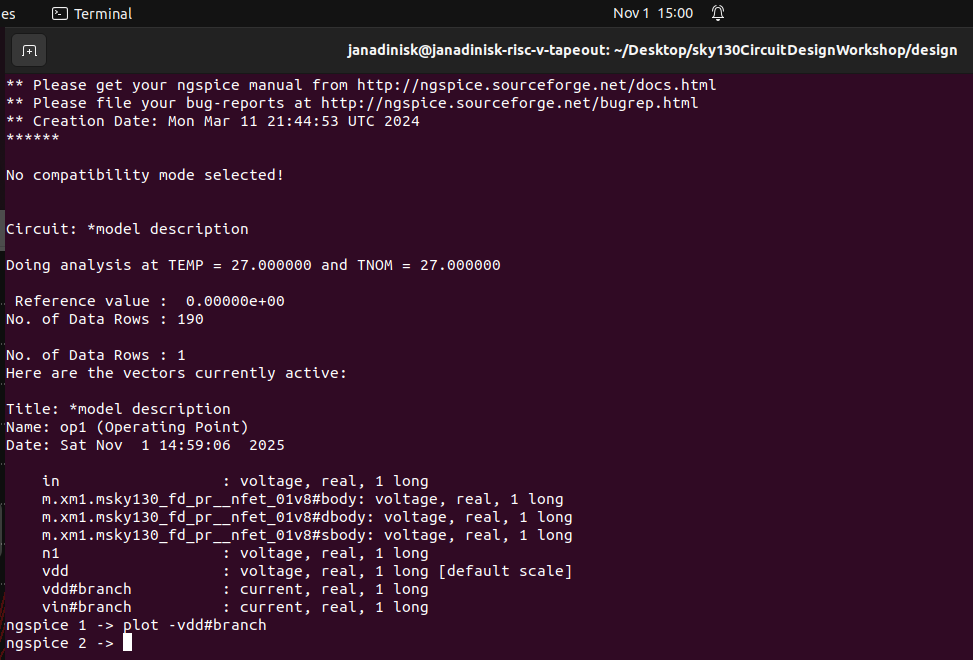 es Terminal Nov 1 15:00
janadinisk@janadinisk-risc-v-tapeout: ~/Desktop/sky130CircuitDesignWorkshop/design
** Please get your ngspice manual from http://ngspice.sourceforge.net/docs.html
** Please file your bug-reports at http://ngspice.sourceforge.net/bugrep.html
** Creation Date: Mon Mar 11 21:44:53 UTC 2024
******
No compatibility mode selected!
Circuit: *model description
Doing analysis at TEMP = 27.000000 and TNOM = 27.000000
Reference value :  0.00000e+00
No. of Data Rows : 190
No. of Data Rows : 1
Here are the vectors currently active:
Title: *model description
Name: op1 (Operating Point)
Date: Sat Nov  1 14:59:06  2025
in                  : voltage, real, 1 long
m.xm1.msky130_fd_pr__nfet_01v8#body: voltage, real, 1 long
m.xm1.msky130_fd_pr__nfet_01v8#dbody: voltage, real, 1 long
m.xm1.msky130_fd_pr__nfet_01v8#sbody: voltage, real, 1 long
n1                  : voltage, real, 1 long
vdd                 : voltage, real, 1 long [default scale]
vdd#branch          : current, real, 1 long
vin#branch          : current, real, 1 long
ngspice 1 -> plot -vdd#branch
ngspice 2 ->